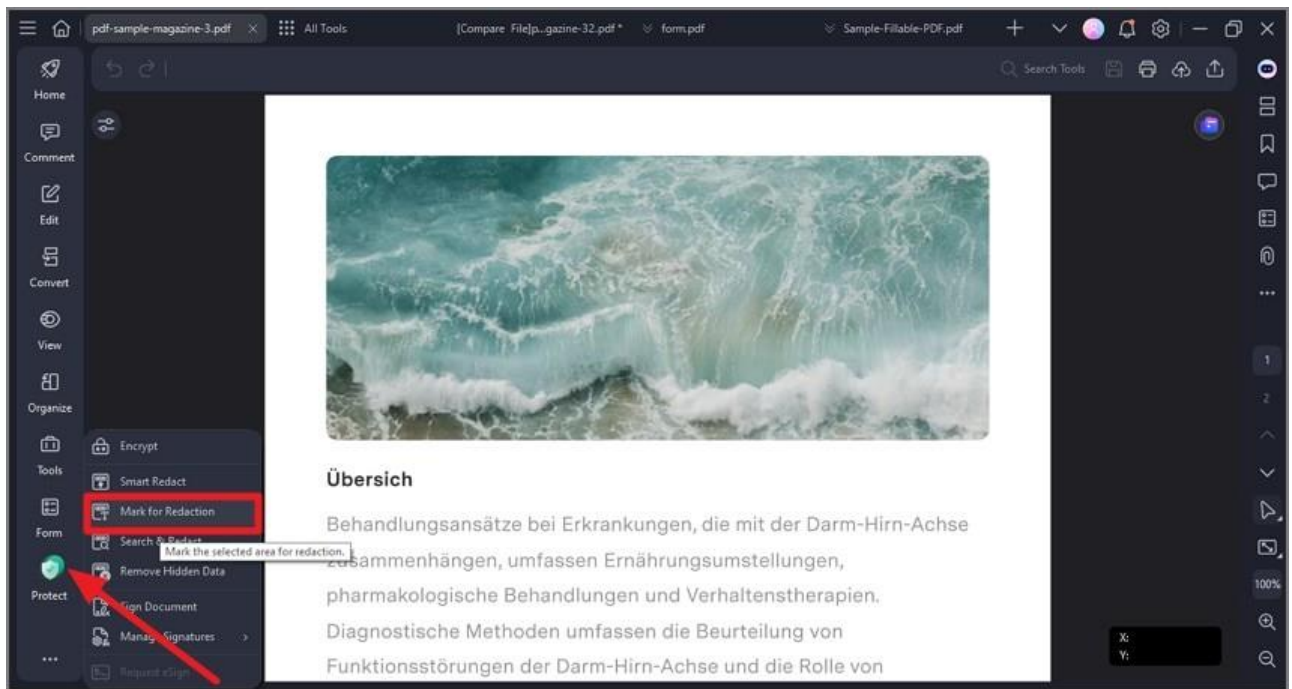 pdf-sample-magazine-3.pdf
All Tools
[Compare File]p...gazine-32.pdf *
form.pdf
Sample-Fillable-PDF.pdf
Search Tools
Home
Comment
Edit
Convert
View
Organize
Tools
Form
Protect
Encrypt
Smart Redact
Mark for Redaction
Search & Redact
Mark the selected area for redaction.
Remove Hidden Data
Sign Document
Manage Signatures
Request eSign
Übersich
Behandlungsansätze bei Erkrankungen, die mit der Darm-Hirn-Achse
zusammenhängen, umfassen Ernährungsumstellungen,
pharmakologische Behandlungen und Verhaltenstherapien.
Diagnostische Methoden umfassen die Beurteilung von
Funktionsstörungen der Darm-Hirn-Achse und die Rolle von
1
2
100%
X:
Y: